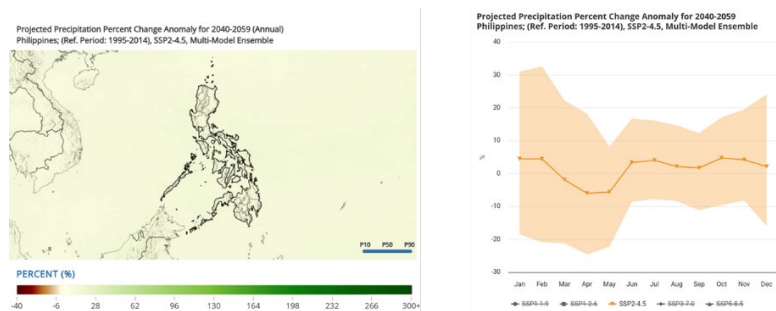 Projected Precipitation Percent Change Anomaly for 2040-2059 (Annual)
Philippines; (Ref. Period: 1995-2014), SSP2-4.5, Multi-Model Ensemble
P10 P50 P90
PERCENT (%)
-40 -6 28 62 96 130 164 198 232 266 300+
Projected Precipitation Percent Change Anomaly for 2040-2059
Philippines; (Ref. Period: 1995-2014), SSP2-4.5, Multi-Model Ensemble
40
30
20
10
0
-10
-20
-30
%
Jan Feb Mar Apr May Jun Jul Aug Sep Oct Nov Dec
SSP1-1.9 SSP1-2.6 SSP2-4.5 SSP3-7.0 SSP5-8.5